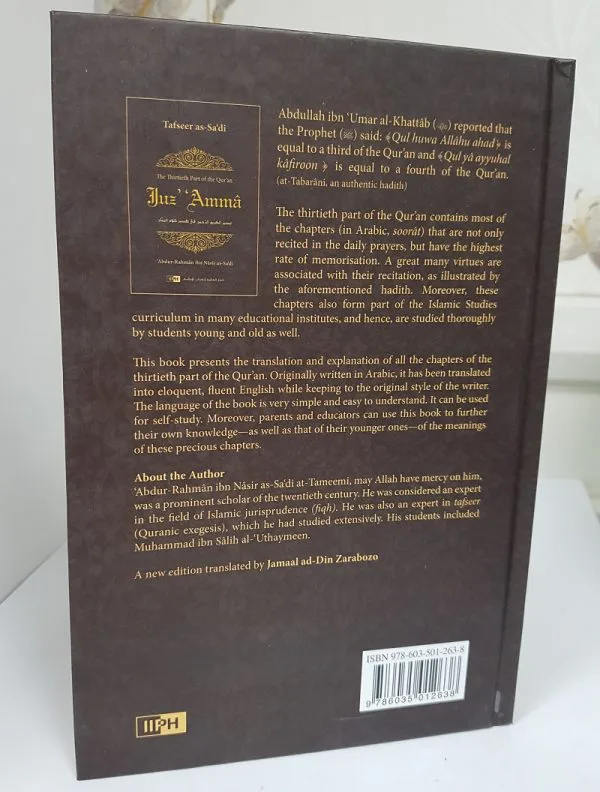 Tafseer as-Sa'di
The Thirtieth Part of the Qur'an
Juz' 'Ammâ
'Abdur-Rahmân ibn Nâsir as-Sa'di
IIPH
Abdullah ibn 'Umar al-Khattâb (ﷺ) reported that
the Prophet (ﷺ) said: ﴾Qul huwa Allâhu ahad﴿ is
equal to a third of the Qur'an and ﴾Qul yâ ayyuhal
kâfiroon ﴿ is equal to a fourth of the Qur'an.
(at-Tabarâni, an authentic hadith)
The thirtieth part of the Qur'an contains most of
the chapters (in Arabic, soorât) that are not only
recited in the daily prayers, but have the highest
rate of memorisation. A great many virtues are
associated with their recitation, as illustrated by
the aforementioned hadith. Moreover, these
chapters also form part of the Islamic Studies
curriculum in many educational institutes, and hence, are studied thoroughly
by students young and old as well.
This book presents the translation and explanation of all the chapters of the
thirtieth part of the Qur'an. Originally written in Arabic, it has been translated
into eloquent, fluent English while keeping to the original style of the writer.
The language of the book is very simple and easy to understand. It can be used
for self-study. Moreover, parents and educators can use this book to further
their own knowledge—as well as that of their younger ones—of the meanings
of these precious chapters.
About the Author
'Abdur-Rahmân ibn Nâsir as-Sa'di at-Tameemi, may Allah have mercy on him,
was a prominent scholar of the twentieth century. He was considered an expert
in the field of Islamic jurisprudence (fiqh). He was also an expert in tafseer
(Quranic exegesis), which he had studied extensively. His students included
Muhammad ibn Sâlih al-'Uthaymeen.
A new edition translated by Jamaal ad-Din Zarabozo
ISBN 978-603-501-263-8
9 786035 012638
IIPH